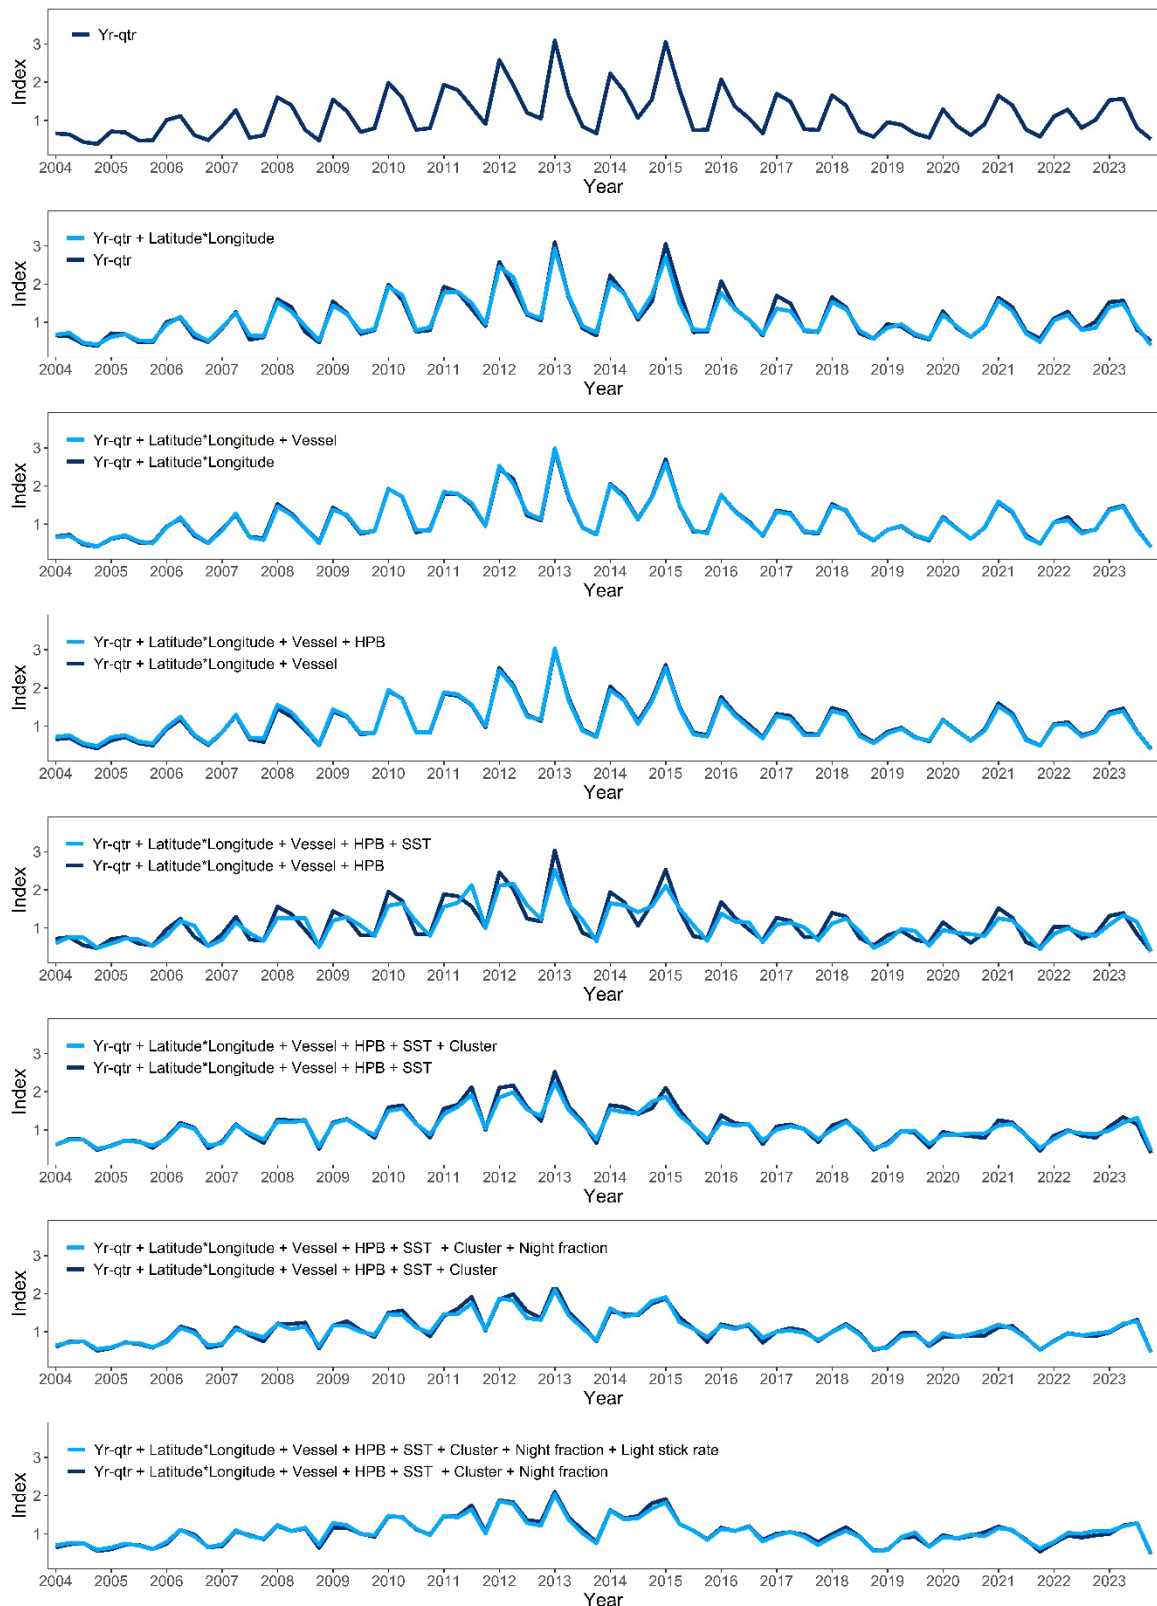 Yr-qtr
3
2
1
Index
2004 2005 2006 2007 2008 2009 2010 2011 2012 2013 2014 2015 2016 2017 2018 2019 2020 2021 2022 2023
Year
Yr-qtr + Latitude*Longitude
Yr-qtr
3
2
1
Index
2004 2005 2006 2007 2008 2009 2010 2011 2012 2013 2014 2015 2016 2017 2018 2019 2020 2021 2022 2023
Year
Yr-qtr + Latitude*Longitude + Vessel
Yr-qtr + Latitude*Longitude
3
2
1
Index
2004 2005 2006 2007 2008 2009 2010 2011 2012 2013 2014 2015 2016 2017 2018 2019 2020 2021 2022 2023
Year
Yr-qtr + Latitude*Longitude + Vessel + HPB
Yr-qtr + Latitude*Longitude + Vessel
3
2
1
Index
2004 2005 2006 2007 2008 2009 2010 2011 2012 2013 2014 2015 2016 2017 2018 2019 2020 2021 2022 2023
Year
Yr-qtr + Latitude*Longitude + Vessel + HPB + SST
Yr-qtr + Latitude*Longitude + Vessel + HPB
3
2
1
Index
2004 2005 2006 2007 2008 2009 2010 2011 2012 2013 2014 2015 2016 2017 2018 2019 2020 2021 2022 2023
Year
Yr-qtr + Latitude*Longitude + Vessel + HPB + SST + Cluster
Yr-qtr + Latitude*Longitude + Vessel + HPB + SST
3
2
1
Index
2004 2005 2006 2007 2008 2009 2010 2011 2012 2013 2014 2015 2016 2017 2018 2019 2020 2021 2022 2023
Year
Yr-qtr + Latitude*Longitude + Vessel + HPB + SST + Cluster + Night fraction
Yr-qtr + Latitude*Longitude + Vessel + HPB + SST + Cluster
3
2
1
Index
2004 2005 2006 2007 2008 2009 2010 2011 2012 2013 2014 2015 2016 2017 2018 2019 2020 2021 2022 2023
Year
Yr-qtr + Latitude*Longitude + Vessel + HPB + SST + Cluster + Night fraction + Light stick rate
Yr-qtr + Latitude*Longitude + Vessel + HPB + SST + Cluster + Night fraction
3
2
1
Index
2004 2005 2006 2007 2008 2009 2010 2011 2012 2013 2014 2015 2016 2017 2018 2019 2020 2021 2022 2023
Year